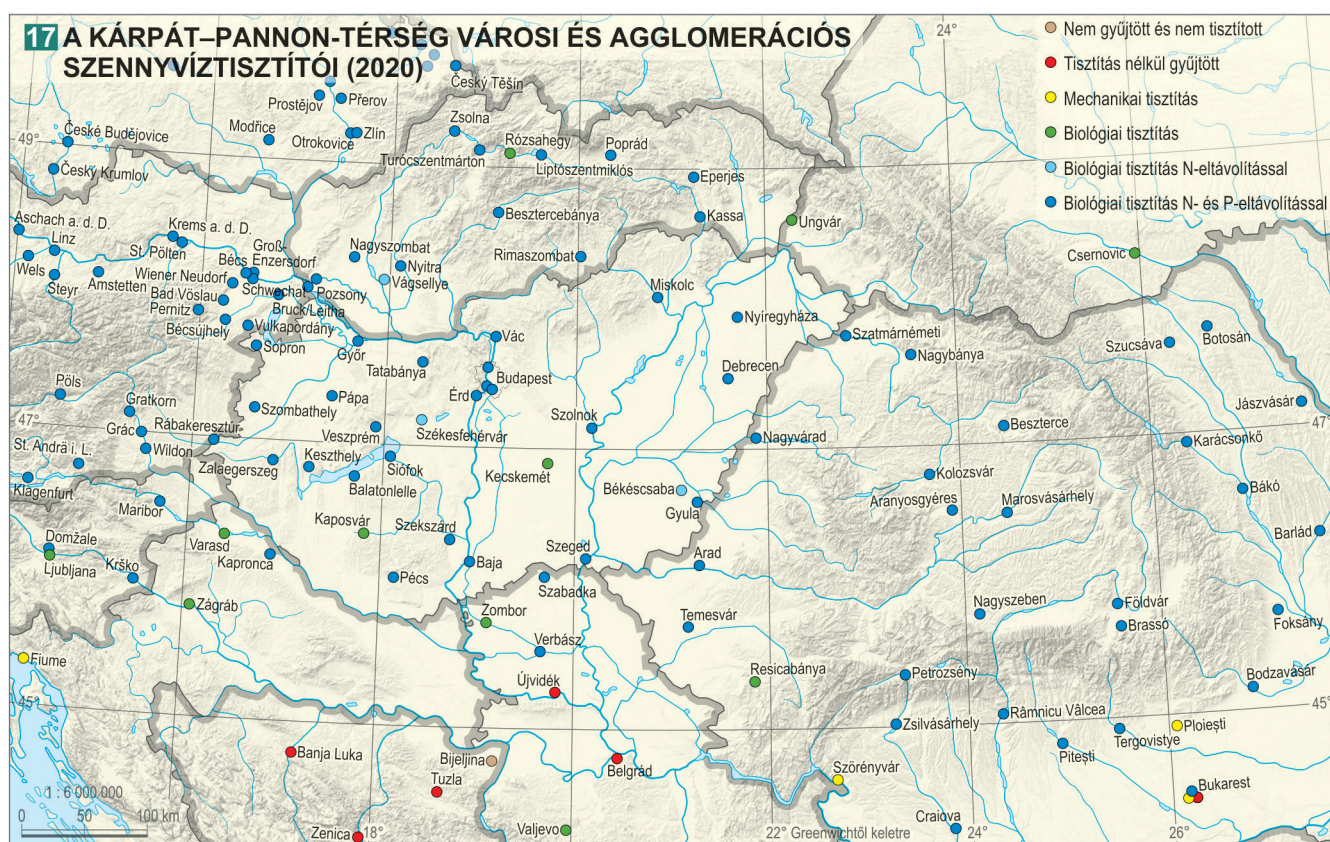 17 A KÁRPÁT–PANNON-TÉRSÉG VÁROSI ÉS AGGLOMERÁCIÓS
SZENNYVÍZTISZTÍTÓI (2020)
Nem gyűjtött és nem tisztított
Tisztítás nélkül gyűjtött
Mechanikai tisztítás
Biológiai tisztítás
Biológiai tisztítás N-eltávolítással
Biológiai tisztítás N- és P-eltávolítással
24°
Český Těšín
Prostějov
Přerov
Modřice
Otrokovice
Zlín
49°
České Budějovice
Český Krumlov
Zsolna
Rózsahegy
Poprád
Turócszentmárton
Liptószentmiklós
Eperjes
Besztercebánya
Kassa
Ungvár
Csernovic
Aschach a. d. D.
Krems a. d. D.
Linz
St. Pölten
Groß-
Enzersdorf
Bécs
Nagyszombat
Nyitra
Rimaszombat
Wels
Steyr
Amstetten
Wiener Neudorf
Schwechat
Pozsony
Vágsellye
Bad Vöslau
Pernitz
Bruck/Leitha
Miskolc
Bécsújhely
Vulkapordány
Nyíregyháza
Sopron
Győr
Vác
Szatmárnémeti
Nagybánya
Szucsáva
Botosán
Tatabánya
Budapest
Debrecen
Pöls
Pápa
Érd
Gratkorn
Szombathely
Jászvásár
47°
Grác
Rábakeresztúr
Veszprém
Székesfehérvár
Szolnok
Nagyvárad
Beszterce
Karácsonkő
47°
St. Andrä i. L.
Wildon
Zalaegerszeg
Keszthely
Siófok
Kecskemét
Kolozsvár
Klagenfurt
Balatonlelle
Békéscsaba
Gyula
Aranyosgyéres
Marosvásárhely
Bákó
Maribor
Kaposvár
Szekszárd
Domžale
Varasd
Barlád
Ljubljana
Krško
Kapronca
Pécs
Baja
Szeged
Arad
Szabadka
Zágráb
Zombor
Temesvár
Nagyszeben
Földvár
Brassó
Foksány
Verbász
Fiume
Újvidék
Resicabánya
Petrozsény
Bodzavásár
45°
45°
Zsilvásárhely
Râmnicu Vâlcea
Ploiești
Tergovistye
Pitești
Banja Luka
Bijeljina
Belgrád
Szörényvár
Tuzla
Bukarest
1 : 6 000 000
0 50 100 km
Zenica
18°
Valjevo
22° Greenwichtől keletre
Craiova
24°
26°